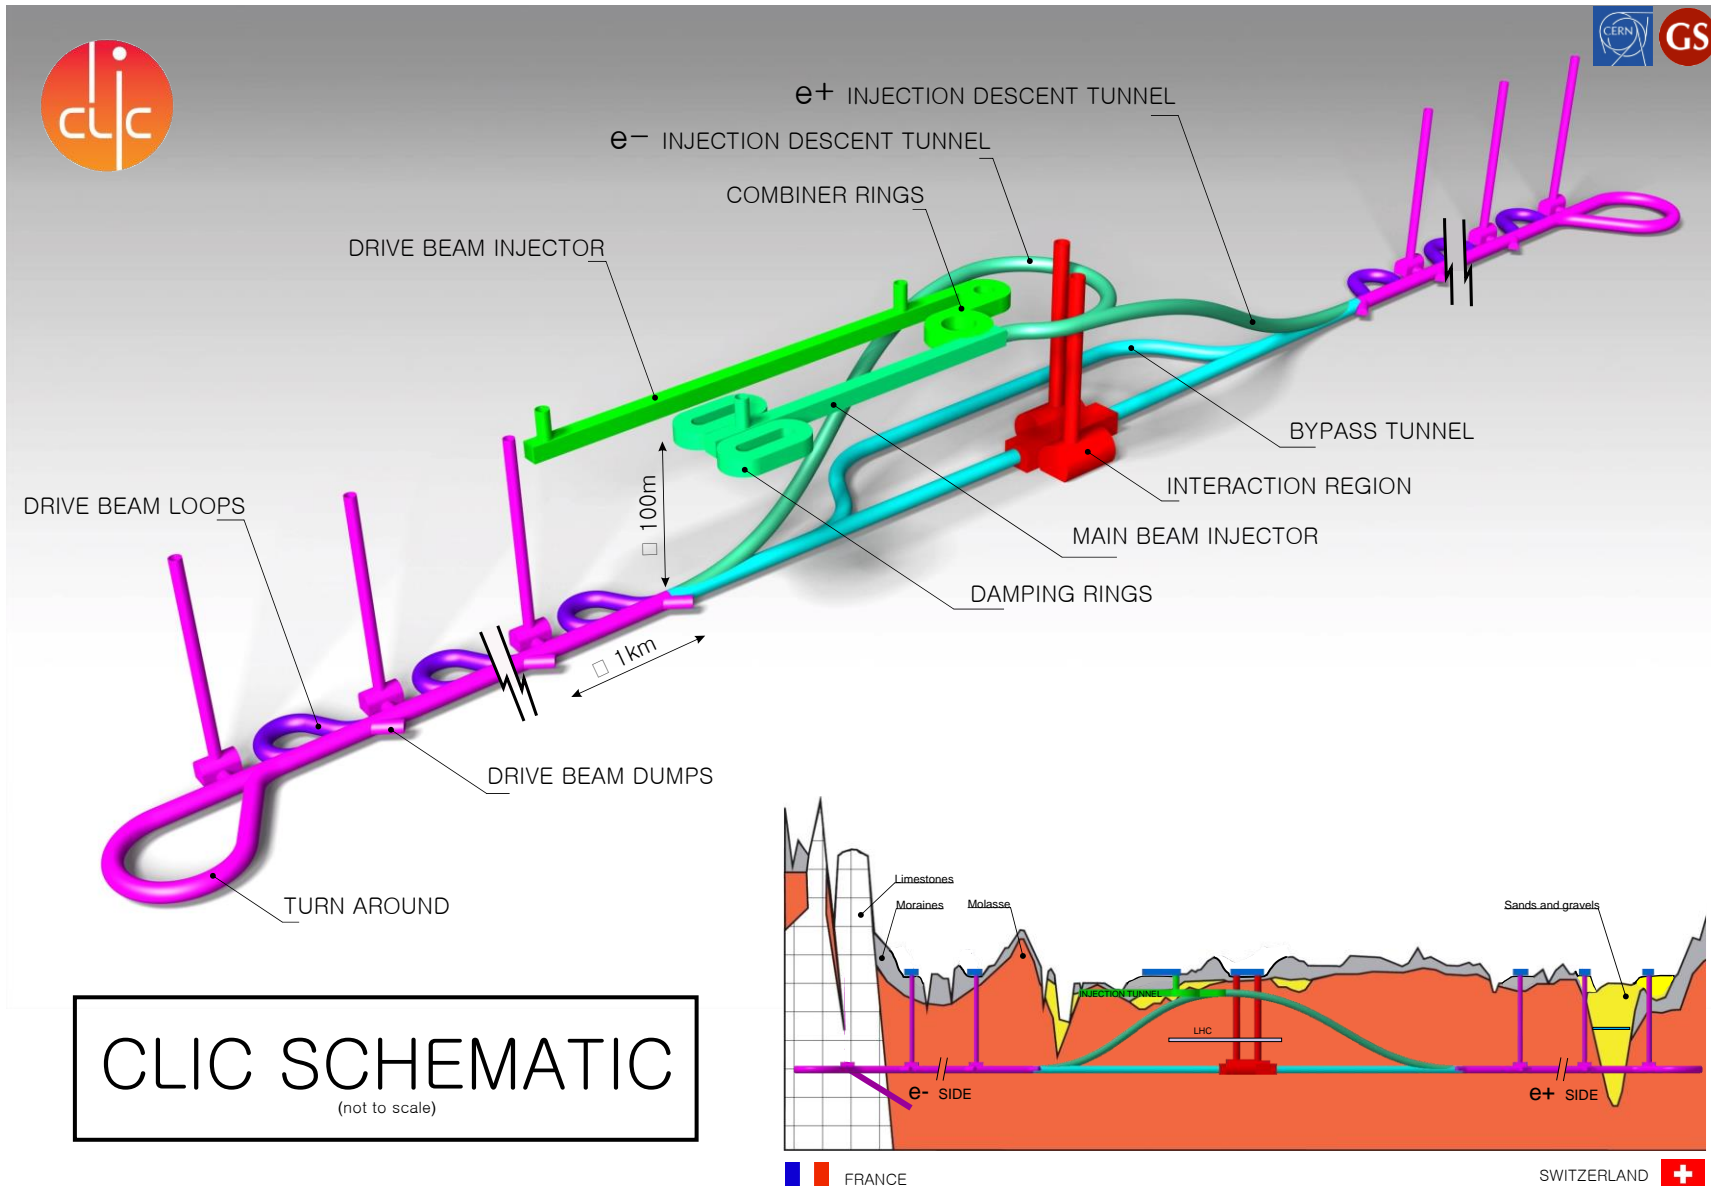 clic
CERN
GS
e+ INJECTION DESCENT TUNNEL
e− INJECTION DESCENT TUNNEL
COMBINER RINGS
DRIVE BEAM INJECTOR
BYPASS TUNNEL
INTERACTION REGION
□ 100m
DRIVE BEAM LOOPS
MAIN BEAM INJECTOR
DAMPING RINGS
□ 1km
DRIVE BEAM DUMPS
TURN AROUND
Limestones
Moraines
Molasse
Sands and gravels
INJECTION TUNNEL
LHC
e- SIDE
e+ SIDE
FRANCE
SWITZERLAND
CLIC SCHEMATIC
(not to scale)